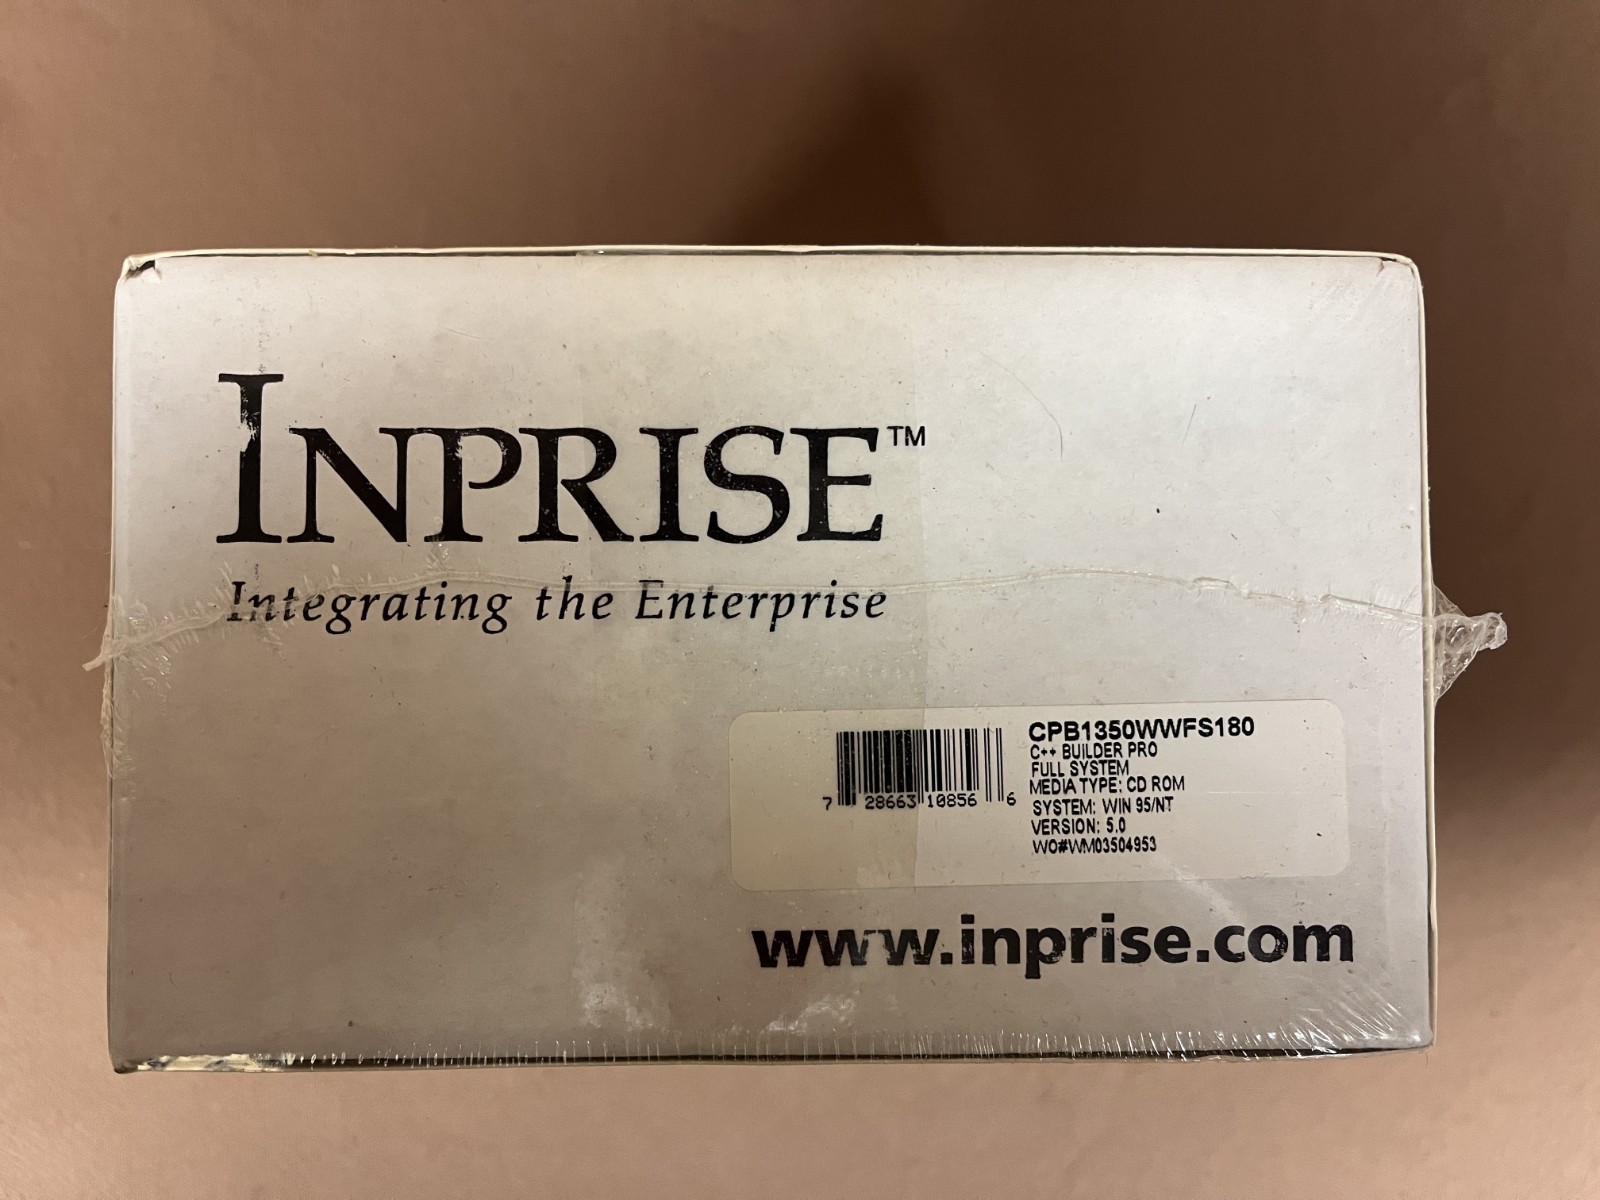 INPRISE™
Integrating the Enterprise
CPB1350WWFS180
C++ BUILDER PRO
FULL SYSTEM
MEDIA TYPE: CD ROM
SYSTEM: WIN 95/NT
VERSION: 5.0
WO#WM03504953
7 28663 10856 6
www.inprise.com